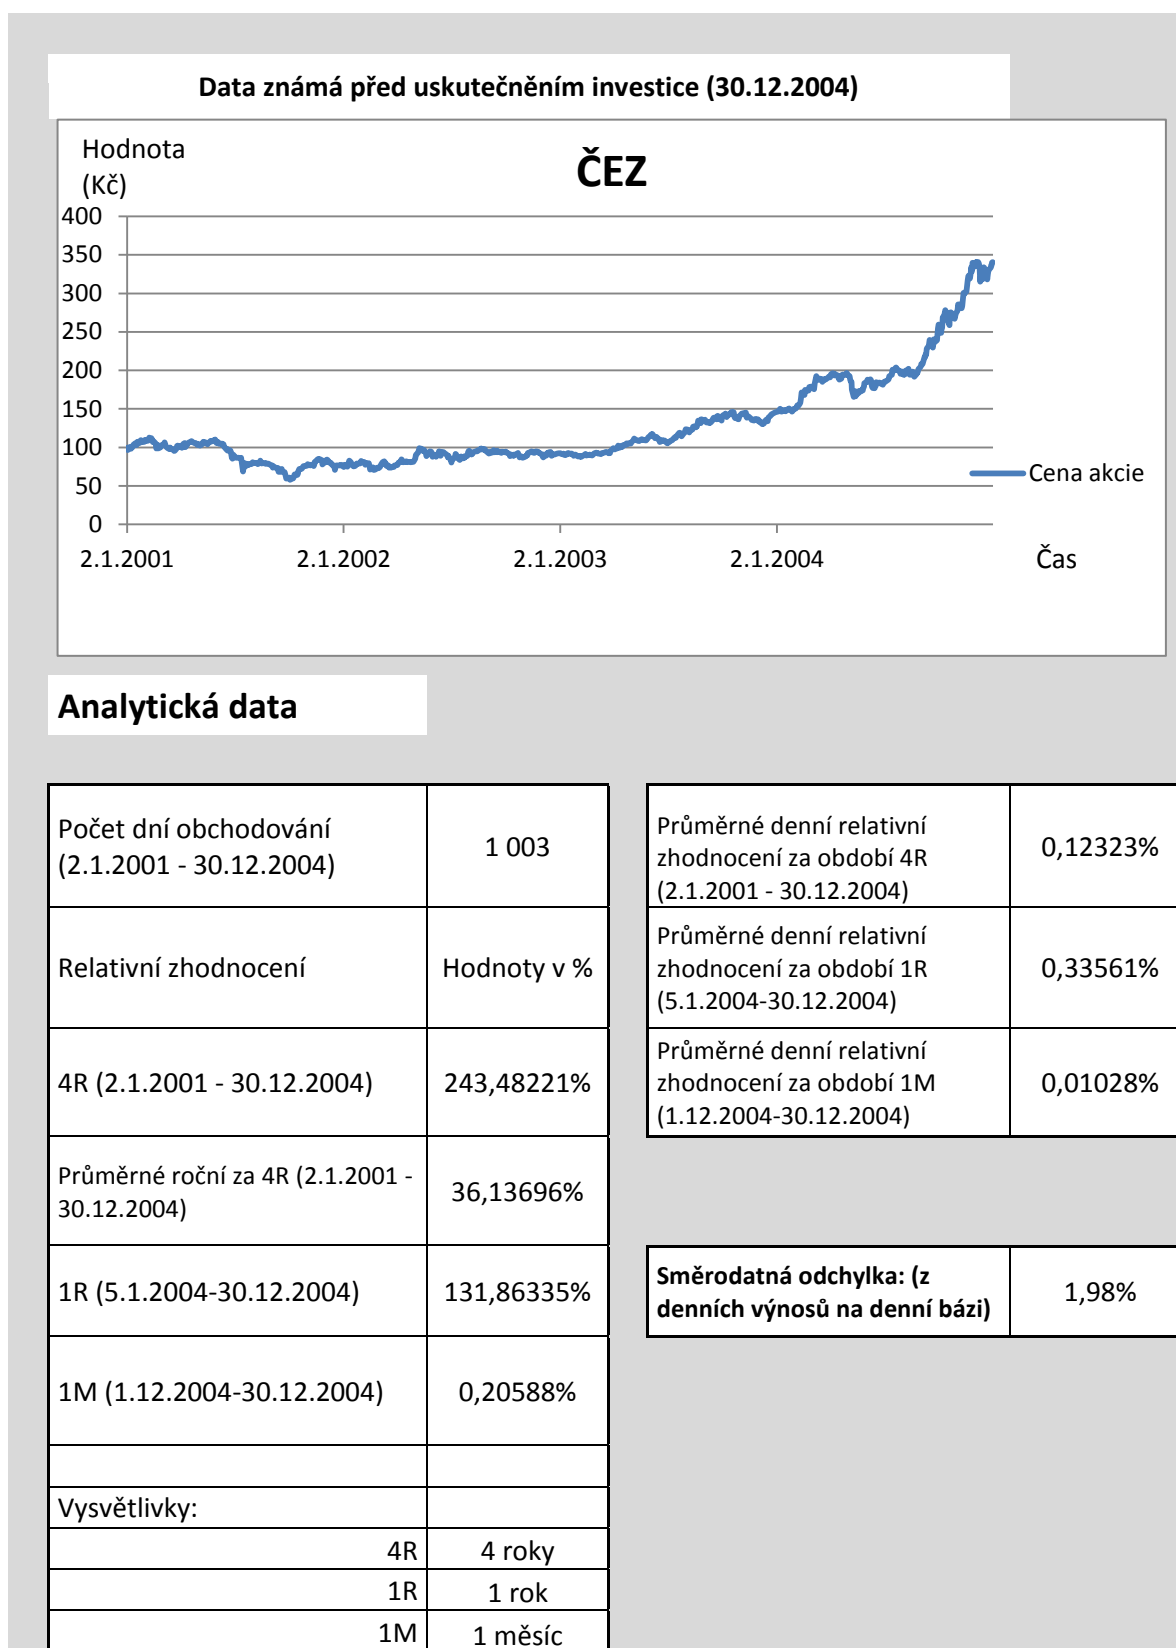 Data známá před uskutečněním investice (30.12.2004)
Hodnota
(Kč)
ČEZ
400
350
300
250
200
150
100
50
0
2.1.2001
2.1.2002
2.1.2003
2.1.2004
Čas
Cena akcie
Analytická data
Počet dní obchodování
(2.1.2001 - 30.12.2004)
1 003
Relativní zhodnocení
Hodnoty v %
4R (2.1.2001 - 30.12.2004)
243,48221%
Průměrné roční za 4R (2.1.2001 -
30.12.2004)
36,13696%
1R (5.1.2004-30.12.2004)
131,86335%
1M (1.12.2004-30.12.2004)
0,20588%
Vysvětlivky:
4R
4 roky
1R
1 rok
1M
1 měsíc
Průměrné denní relativní
zhodnocení za období 4R
(2.1.2001 - 30.12.2004)
0,12323%
Průměrné denní relativní
zhodnocení za období 1R
(5.1.2004-30.12.2004)
0,33561%
Průměrné denní relativní
zhodnocení za období 1M
(1.12.2004-30.12.2004)
0,01028%
Směrodatná odchylka: (z
denních výnosů na denní bázi)
1,98%